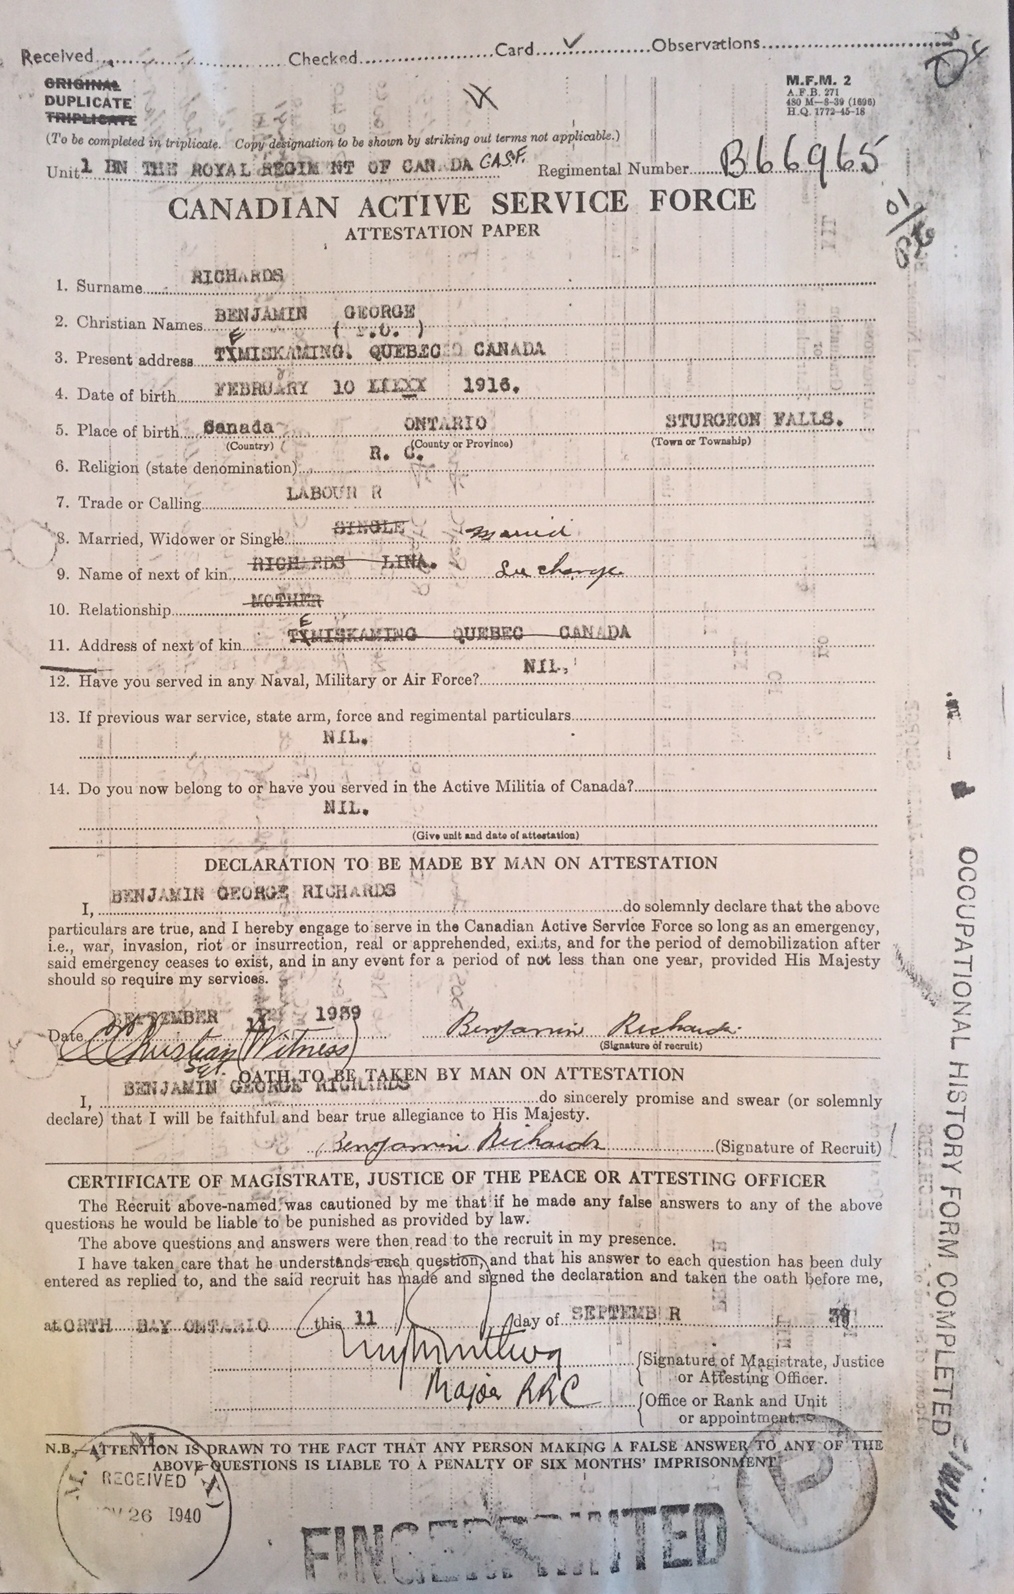 Received Checked Card ✓ Observations
ORIGINAL
DUPLICATE
TRIPLICATE
M.F.M. 2
A.F.B. 271
480 M—8-39 (1696)
H.Q. 1772-45-18
(To be completed in triplicate. Copy designation to be shown by striking out terms not applicable.)
Unit 1 BN THE ROYAL REGIM NT OF CAN.DA C.A.S.F. Regimental Number B66965
CANADIAN ACTIVE SERVICE FORCE
ATTESTATION PAPER
1. Surname RICHARDS
2. Christian Names BENJAMIN GEORGE
3. Present address TEMISKAMING. QUEBEC CANADA
4. Date of birth FEBRUARY 10 1916.
5. Place of birth Canada ONTARIO STURGEON FALLS.
(Country) (County or Province) (Town or Township)
6. Religion (state denomination) R. C.
7. Trade or Calling LABOUR R
8. Married, Widower or Single SINGLE Married
9. Name of next of kin RICHARDS LINA. See change
10. Relationship MOTHER
11. Address of next of kin TEMISKAMING QUEBEC CANADA
12. Have you served in any Naval, Military or Air Force? NIL.
13. If previous war service, state arm, force and regimental particulars
NIL.
14. Do you now belong to or have you served in the Active Militia of Canada?
NIL.
(Give unit and date of attestation)
DECLARATION TO BE MADE BY MAN ON ATTESTATION
I, BENJAMIN GEORGE RICHARDS do solemnly declare that the above
particulars are true, and I hereby engage to serve in the Canadian Active Service Force so long as an emergency,
i.e., war, invasion, riot or insurrection, real or apprehended, exists, and for the period of demobilization after
said emergency ceases to exist, and in any event for a period of not less than one year, provided His Majesty
should so require my services.
Date SEPTEMBER 1939 Benjamin Richards
(Signature of recruit)
Christian (Witness)
Sgt.
OATH TO BE TAKEN BY MAN ON ATTESTATION
I, BENJAMIN GEORGE RICHARDS do sincerely promise and swear (or solemnly
declare) that I will be faithful and bear true allegiance to His Majesty.
Benjamin Richards (Signature of Recruit)
CERTIFICATE OF MAGISTRATE, JUSTICE OF THE PEACE OR ATTESTING OFFICER
The Recruit above-named was cautioned by me that if he made any false answers to any of the above
questions he would be liable to be punished as provided by law.
The above questions and answers were then read to the recruit in my presence.
I have taken care that he understands each question, and that his answer to each question has been duly
entered as replied to, and the said recruit has made and signed the declaration and taken the oath before me,
at ORTH BAY ONTARIO this 11 day of SEPTEMB R 39
(Signature of Magistrate, Justice
or Attesting Officer.
Major RRC
(Office or Rank and Unit
or appointment.
N.B.—ATTENTION IS DRAWN TO THE FACT THAT ANY PERSON MAKING A FALSE ANSWER TO ANY OF THE
ABOVE QUESTIONS IS LIABLE TO A PENALTY OF SIX MONTHS' IMPRISONMENT
RECEIVED
26 1940
P
OCCUPATIONAL HISTORY FORM COMPLETED